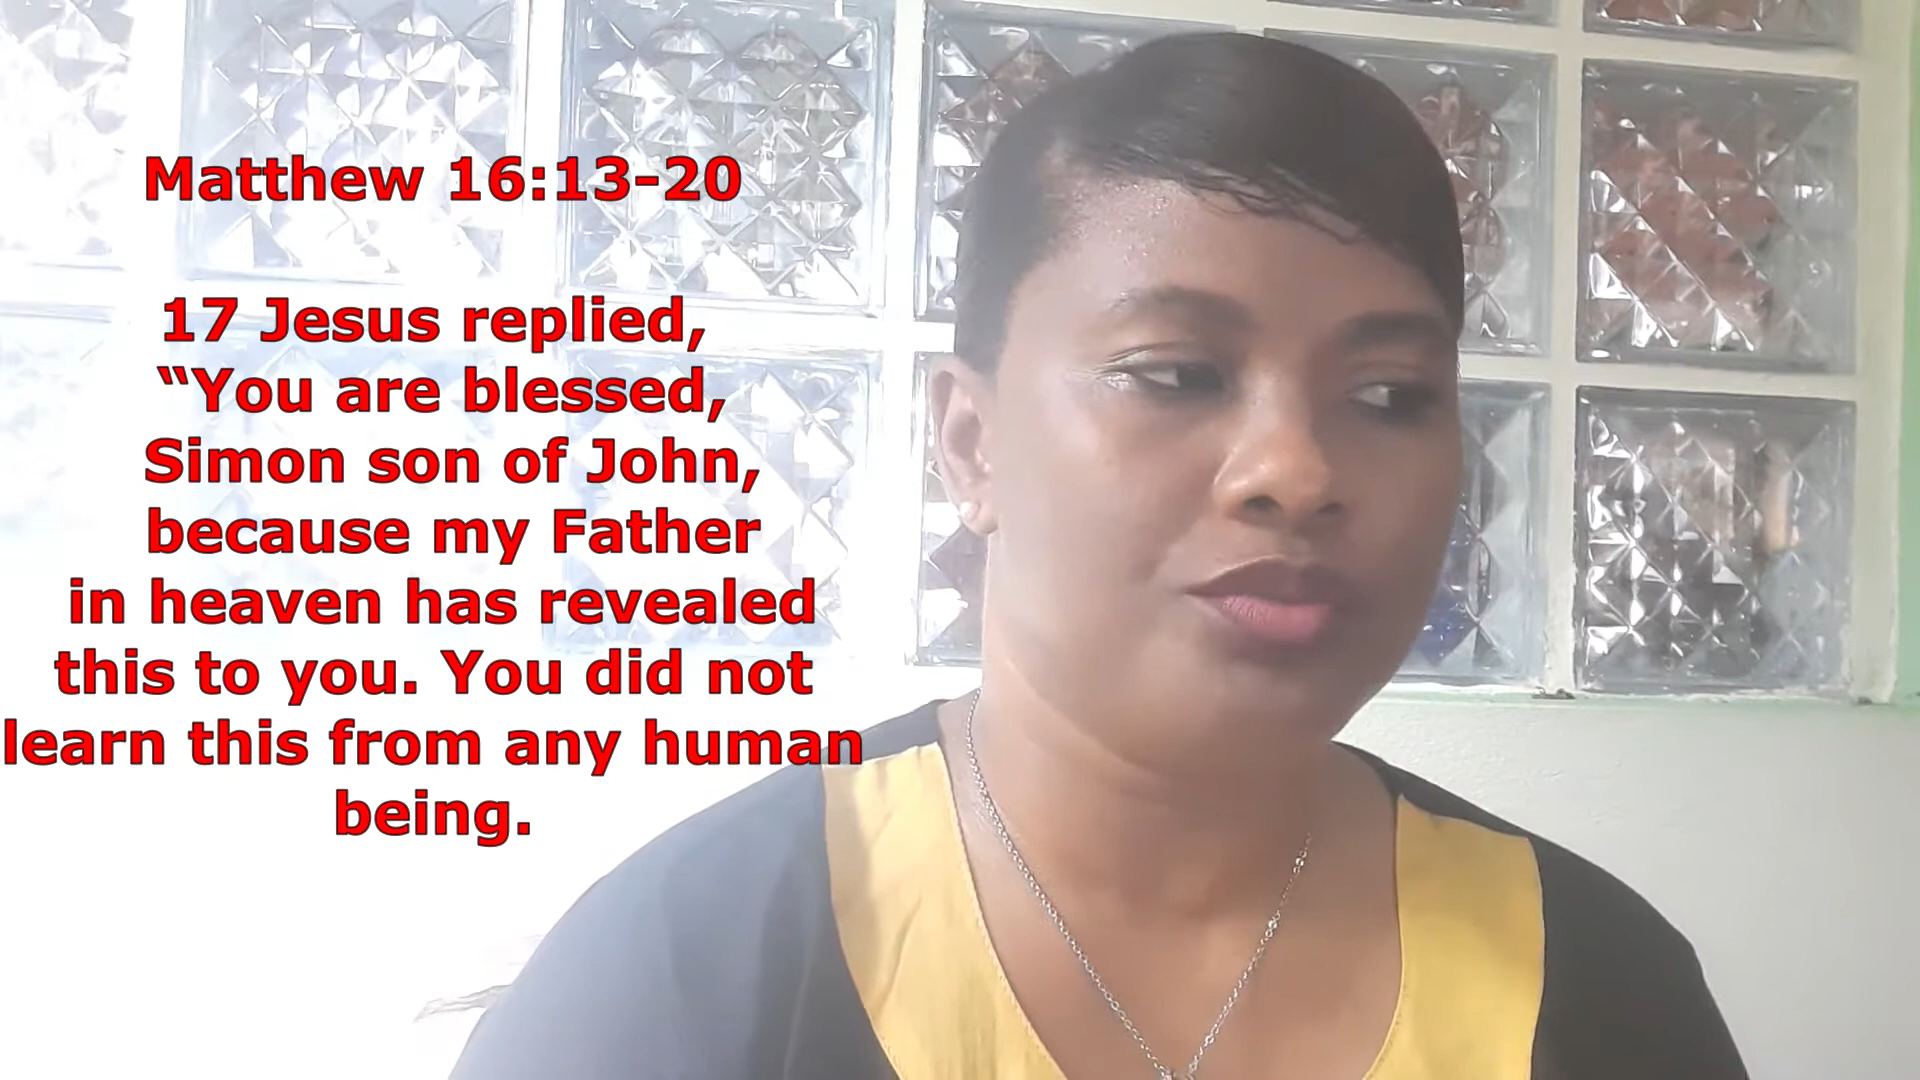 Matthew 16:13-20
17 Jesus replied,
“You are blessed,
Simon son of John,
because my Father
in heaven has revealed
this to you. You did not
learn this from any human
being.